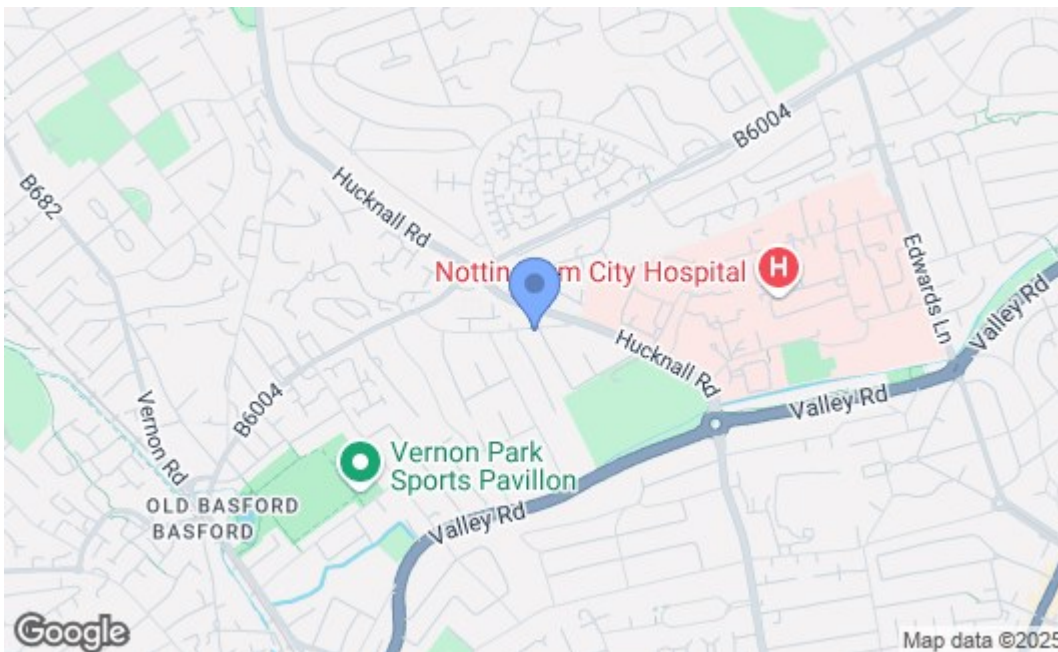 B6004
Hucknall Rd
B682
Edwards Ln
Nottin m City Hospital
H
Valley Rd
Hucknall Rd
Valley Rd
B6004
Vernon Rd
Vernon Park
Sports Pavillon
OLD BASFORD
BASFORD
Valley Rd
Google
Map data ©2025